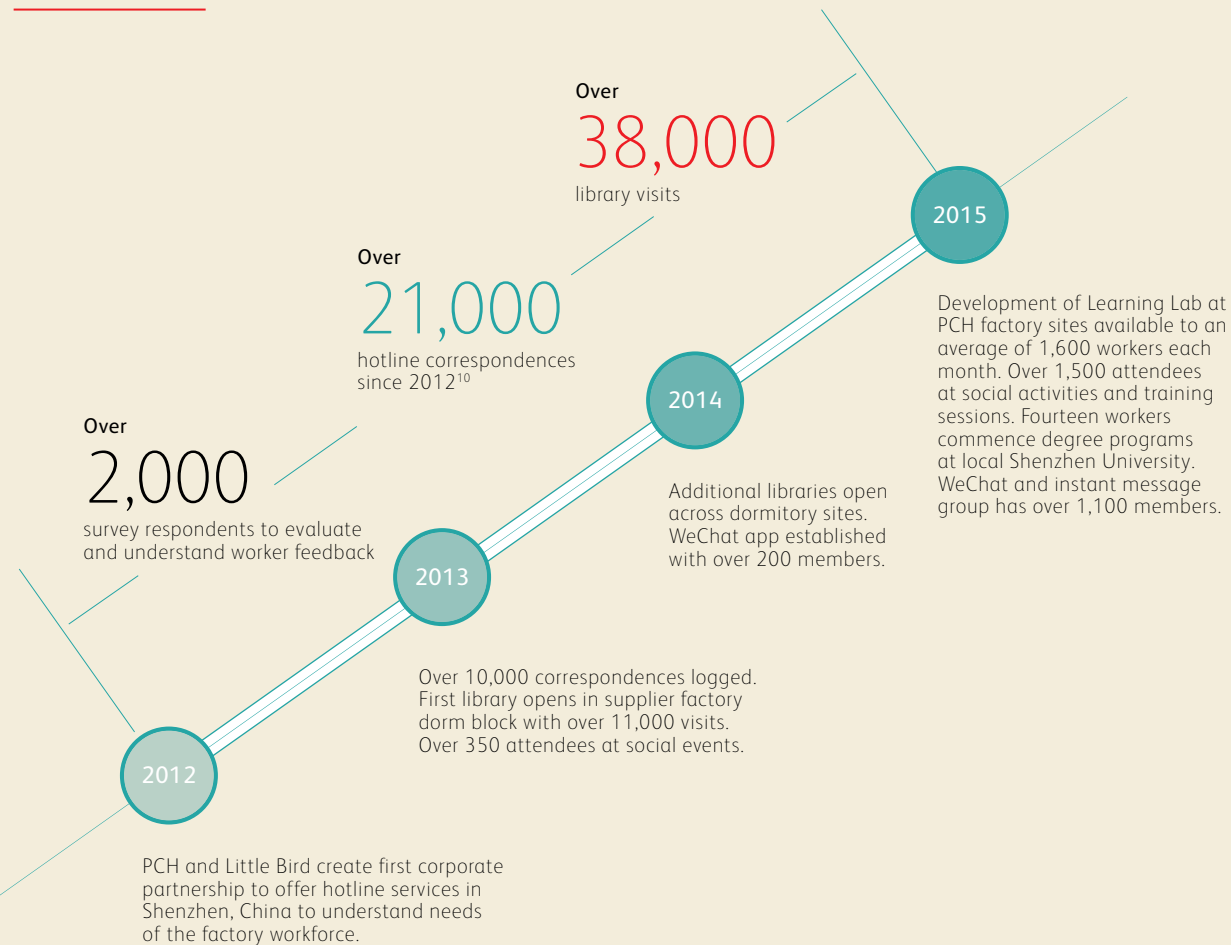 Over
38,000
library visits
Over
21,000
hotline correspondences
since 2012¹⁰
Over
2,000
survey respondents to evaluate
and understand worker feedback
2012
PCH and Little Bird create first corporate
partnership to offer hotline services in
Shenzhen, China to understand needs
of the factory workforce.
2013
Over 10,000 correspondences logged.
First library opens in supplier factory
dorm block with over 11,000 visits.
Over 350 attendees at social events.
2014
Additional libraries open
across dormitory sites.
WeChat app established
with over 200 members.
2015
Development of Learning Lab at
PCH factory sites available to an
average of 1,600 workers each
month. Over 1,500 attendees
at social activities and training
sessions. Fourteen workers
commence degree programs
at local Shenzhen University.
WeChat and instant message
group has over 1,100 members.